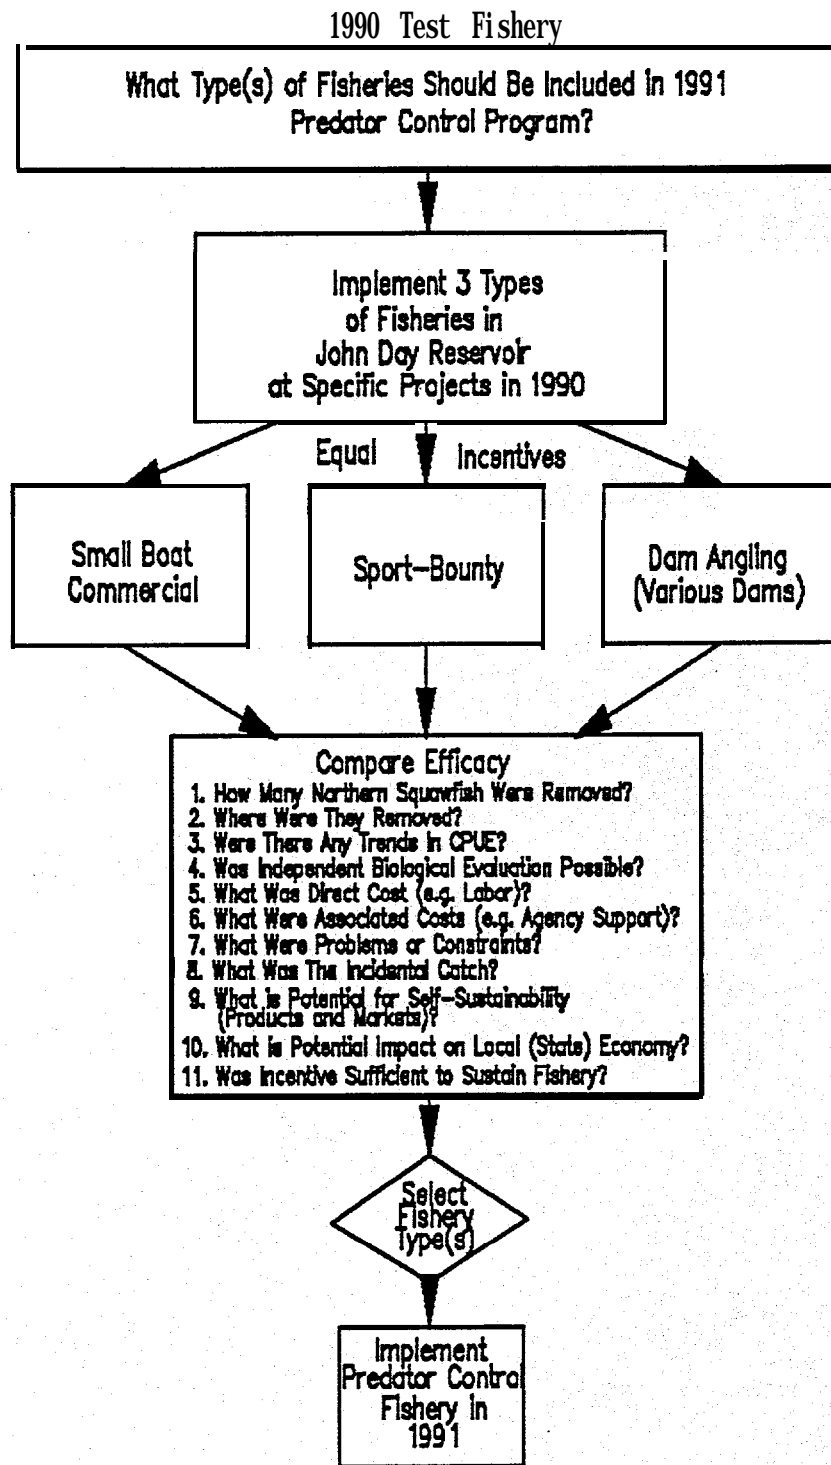 1990 Test Fishery
What Type(s) of Fisheries Should Be Included in 1991
Predator Control Program?
Implement 3 Types
of Fisheries in
John Day Reservoir
at Specific Projects in 1990
Equal
Incentives
Small Boat
Commercial
Sport-Bounty
Dam Angling
(Various Dams)
Compare Efficacy
1. How Many Northern Squawfish Were Removed?
2. Where Were They Removed?
3. Were There Any Trends in CPUE?
4. Was Independent Biological Evaluation Possible?
5. What Was Direct Cost (e.g. Labor)?
6. What Were Associated Costs (e.g. Agency Support)?
7. What Were Problems or Constraints?
8. What Was The Incidental Catch?
9. What is Potential for Self-Sustainability
(Products and Markets)?
10. What is Potential Impact on Local (State) Economy?
11. Was Incentive Sufficient to Sustain Fishery?
Select
Fishery
Type(s)
Implement
Predator Control
Fishery in
1991